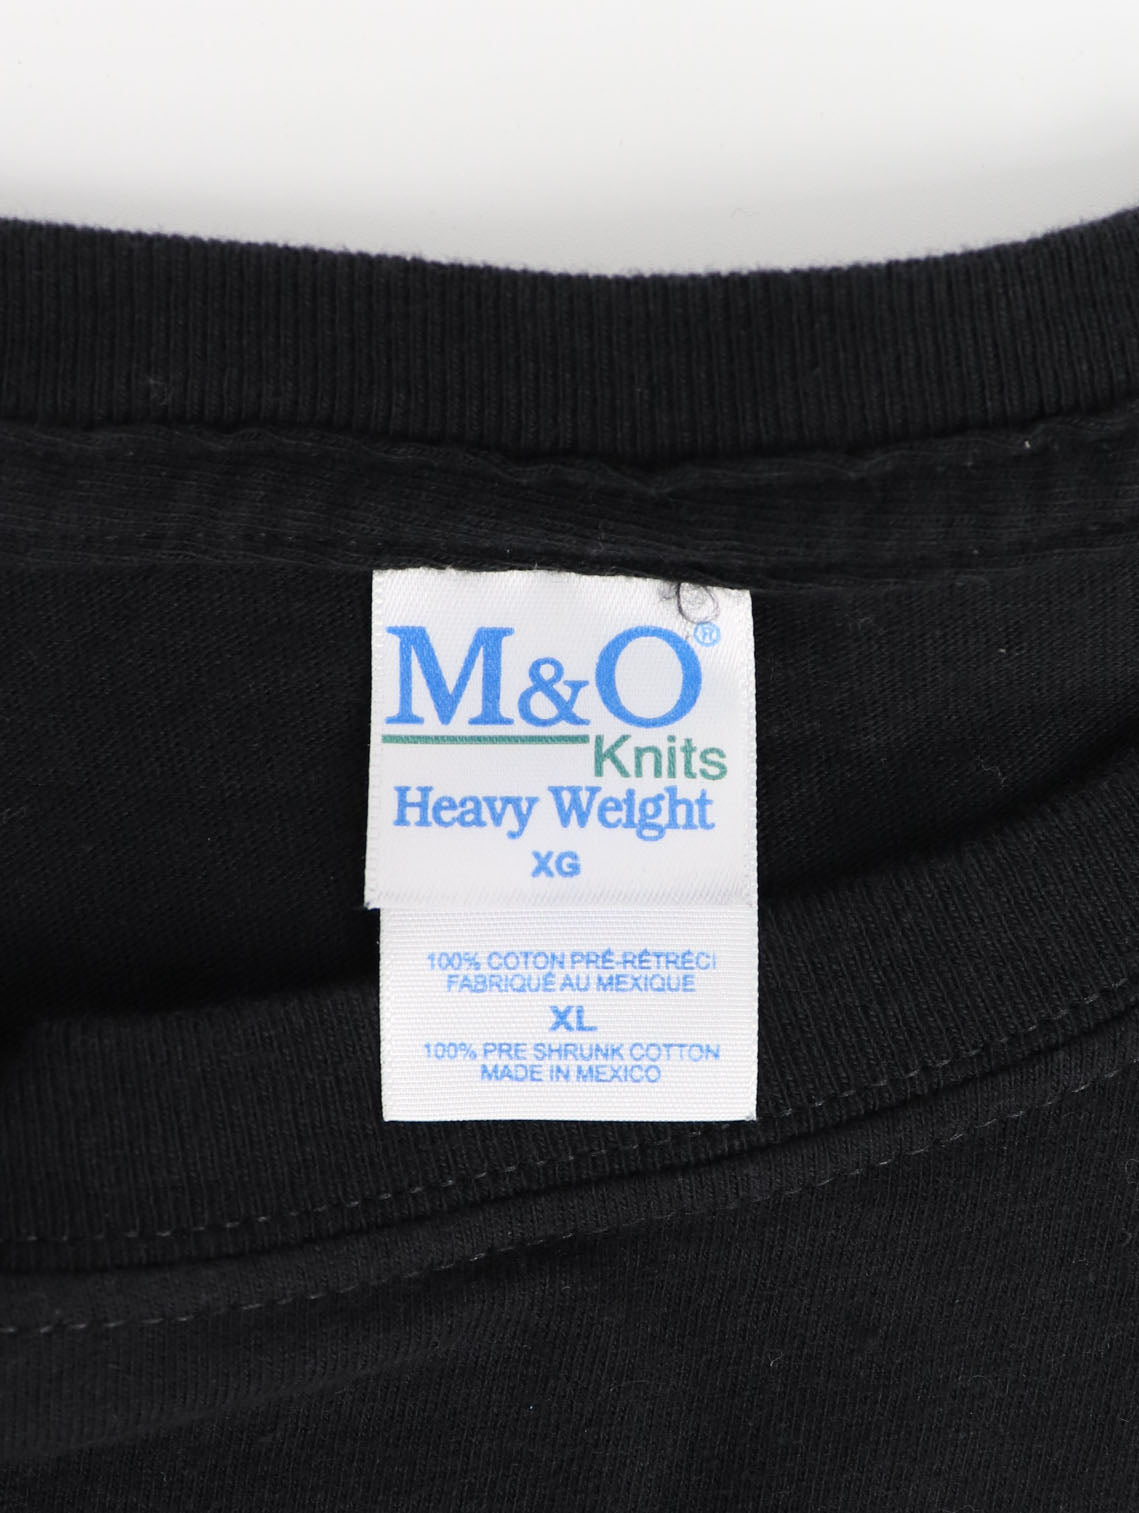 M&O®
Knits
Heavy Weight
XG
100% COTON PRÉ-RÉTRÉCI
FABRIQUÉ AU MEXIQUE
XL
100% PRE SHRUNK COTTON
MADE IN MEXICO